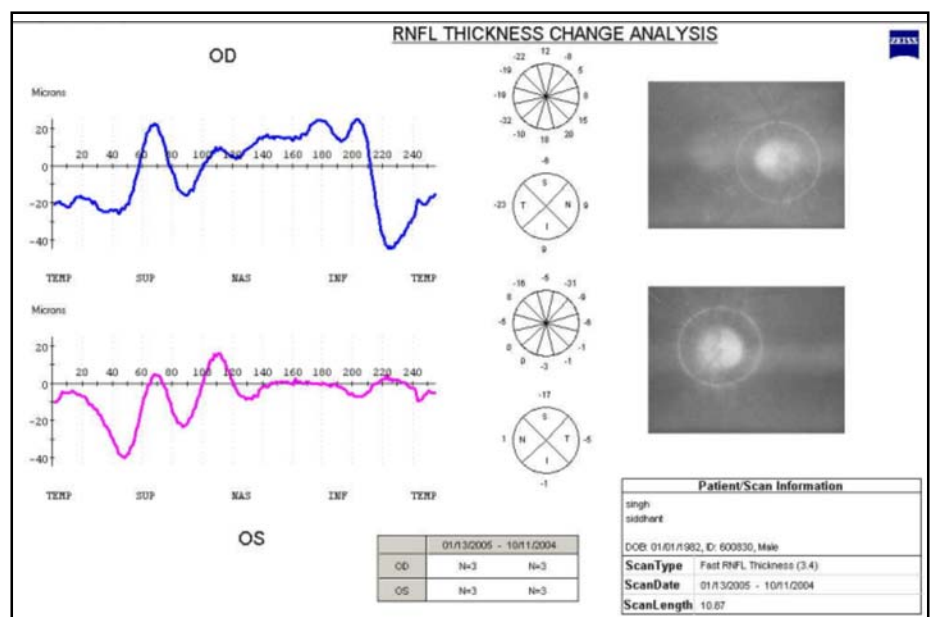 RNFL THICKNESS CHANGE ANALYSIS
ZEISS
OD
Microns
20
0
-20
-40
20 40 60 80 100 120 140 160 180 200 220 240
TEMP SUP NAS INF TEMP
12
-22 -8
-19 5
-19 8
-22 15
-10 20
18
-8
S
-23 T N 9
I
9
Microns
20
0
-20
-40
20 40 60 80 100 120 140 160 180 200 220 240
TEMP SUP NAS INF TEMP
-5
-16 -31
8 -9
-6 -6
0 -1
0 -1
-3
-17
S
1 N T -5
I
-1
OS
01/13/2005 - 10/11/2004
OD N=3 N=3
OS N=3 N=3
Patient/Scan Information
singh
siddhant
DOB: 01/01/1982, ID: 600830, Male
ScanType Fast RNFL Thickness (3.4)
ScanDate 01/13/2005 - 10/11/2004
ScanLength 10.87